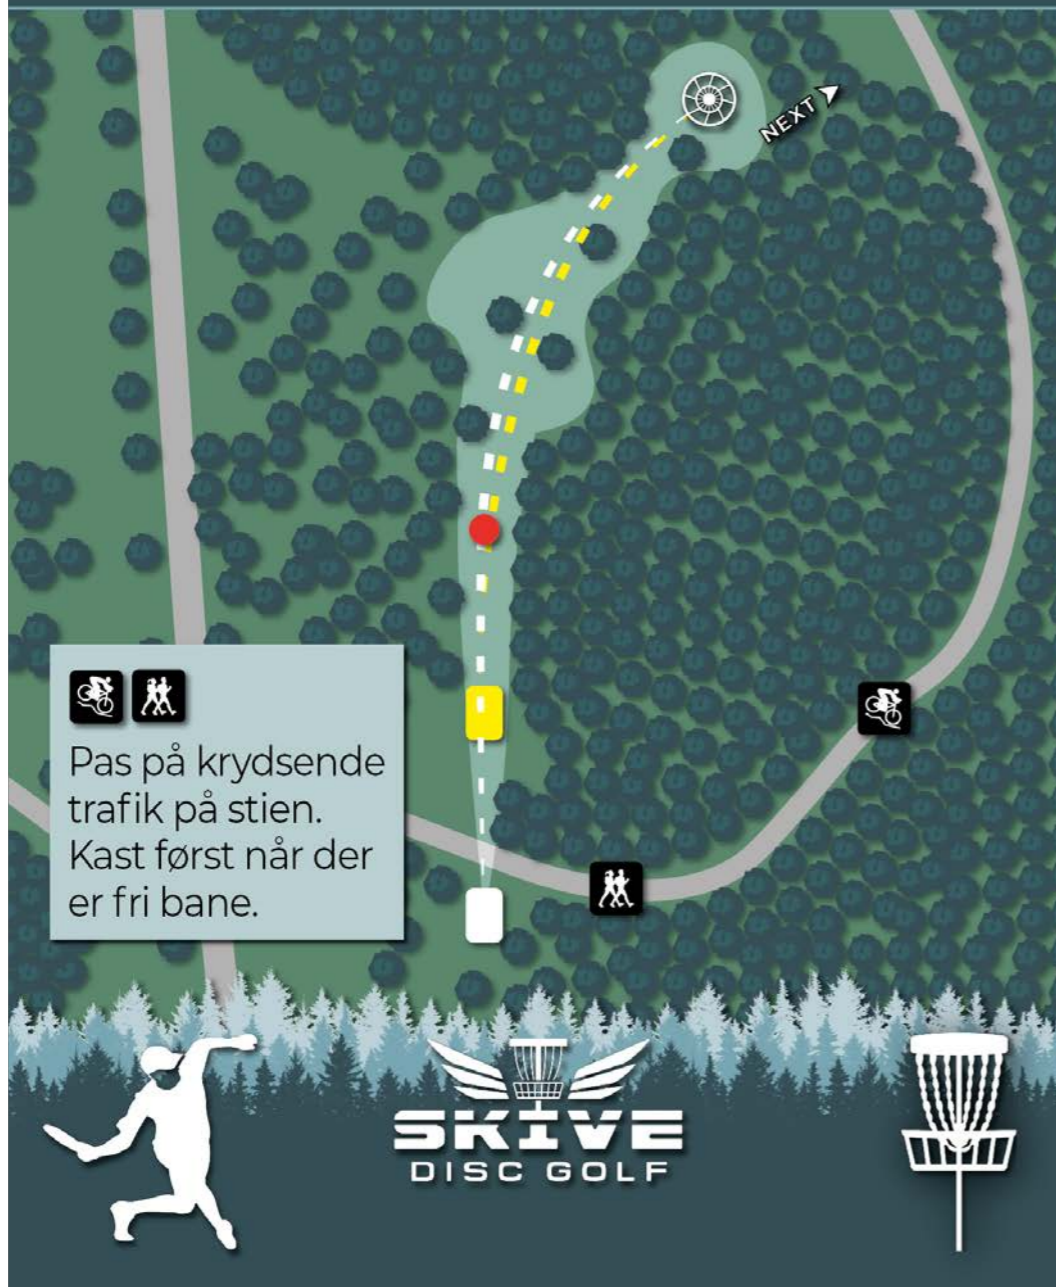 NEXT
Pas på krydsende
trafik på stien.
Kast først når der
er fri bane.
SKIVE
DISC GOLF